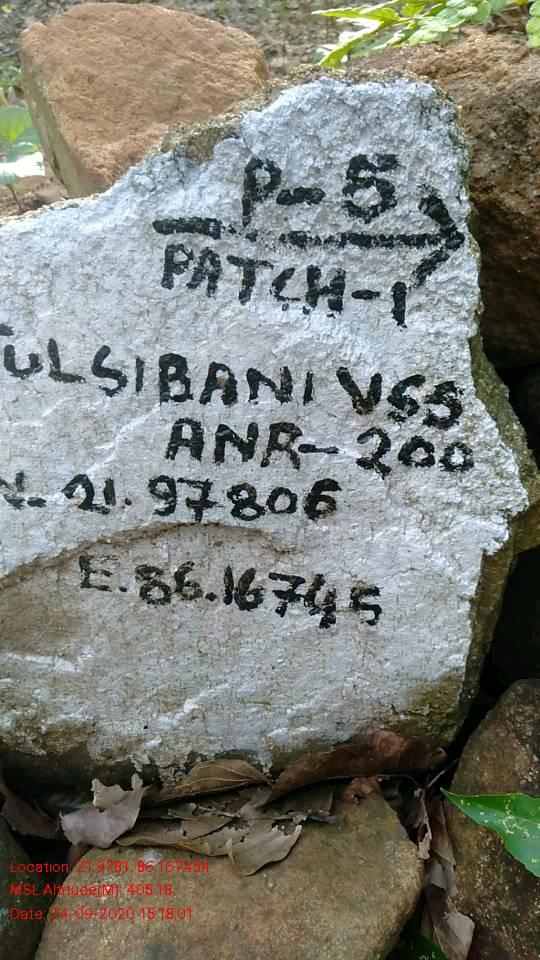 P-5
PATCH-1
TULSIBANI VSS
ANR-200
N. 21.97806
E.86.16745
Location: 21.9781, 86.167454
MSL Altitude(M): 405.18
Date: 24-09-2020 15:18:01